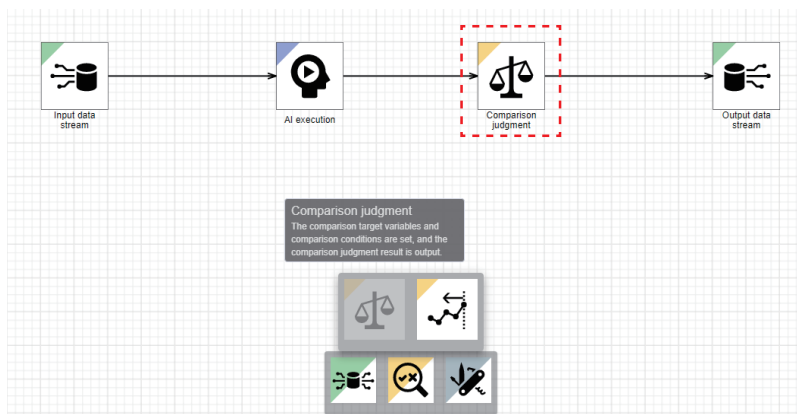 Input data
stream
AI execution
Comparison
judgment
Output data
stream
Comparison judgment
The comparison target variables and
comparison conditions are set, and the
comparison judgment result is output.